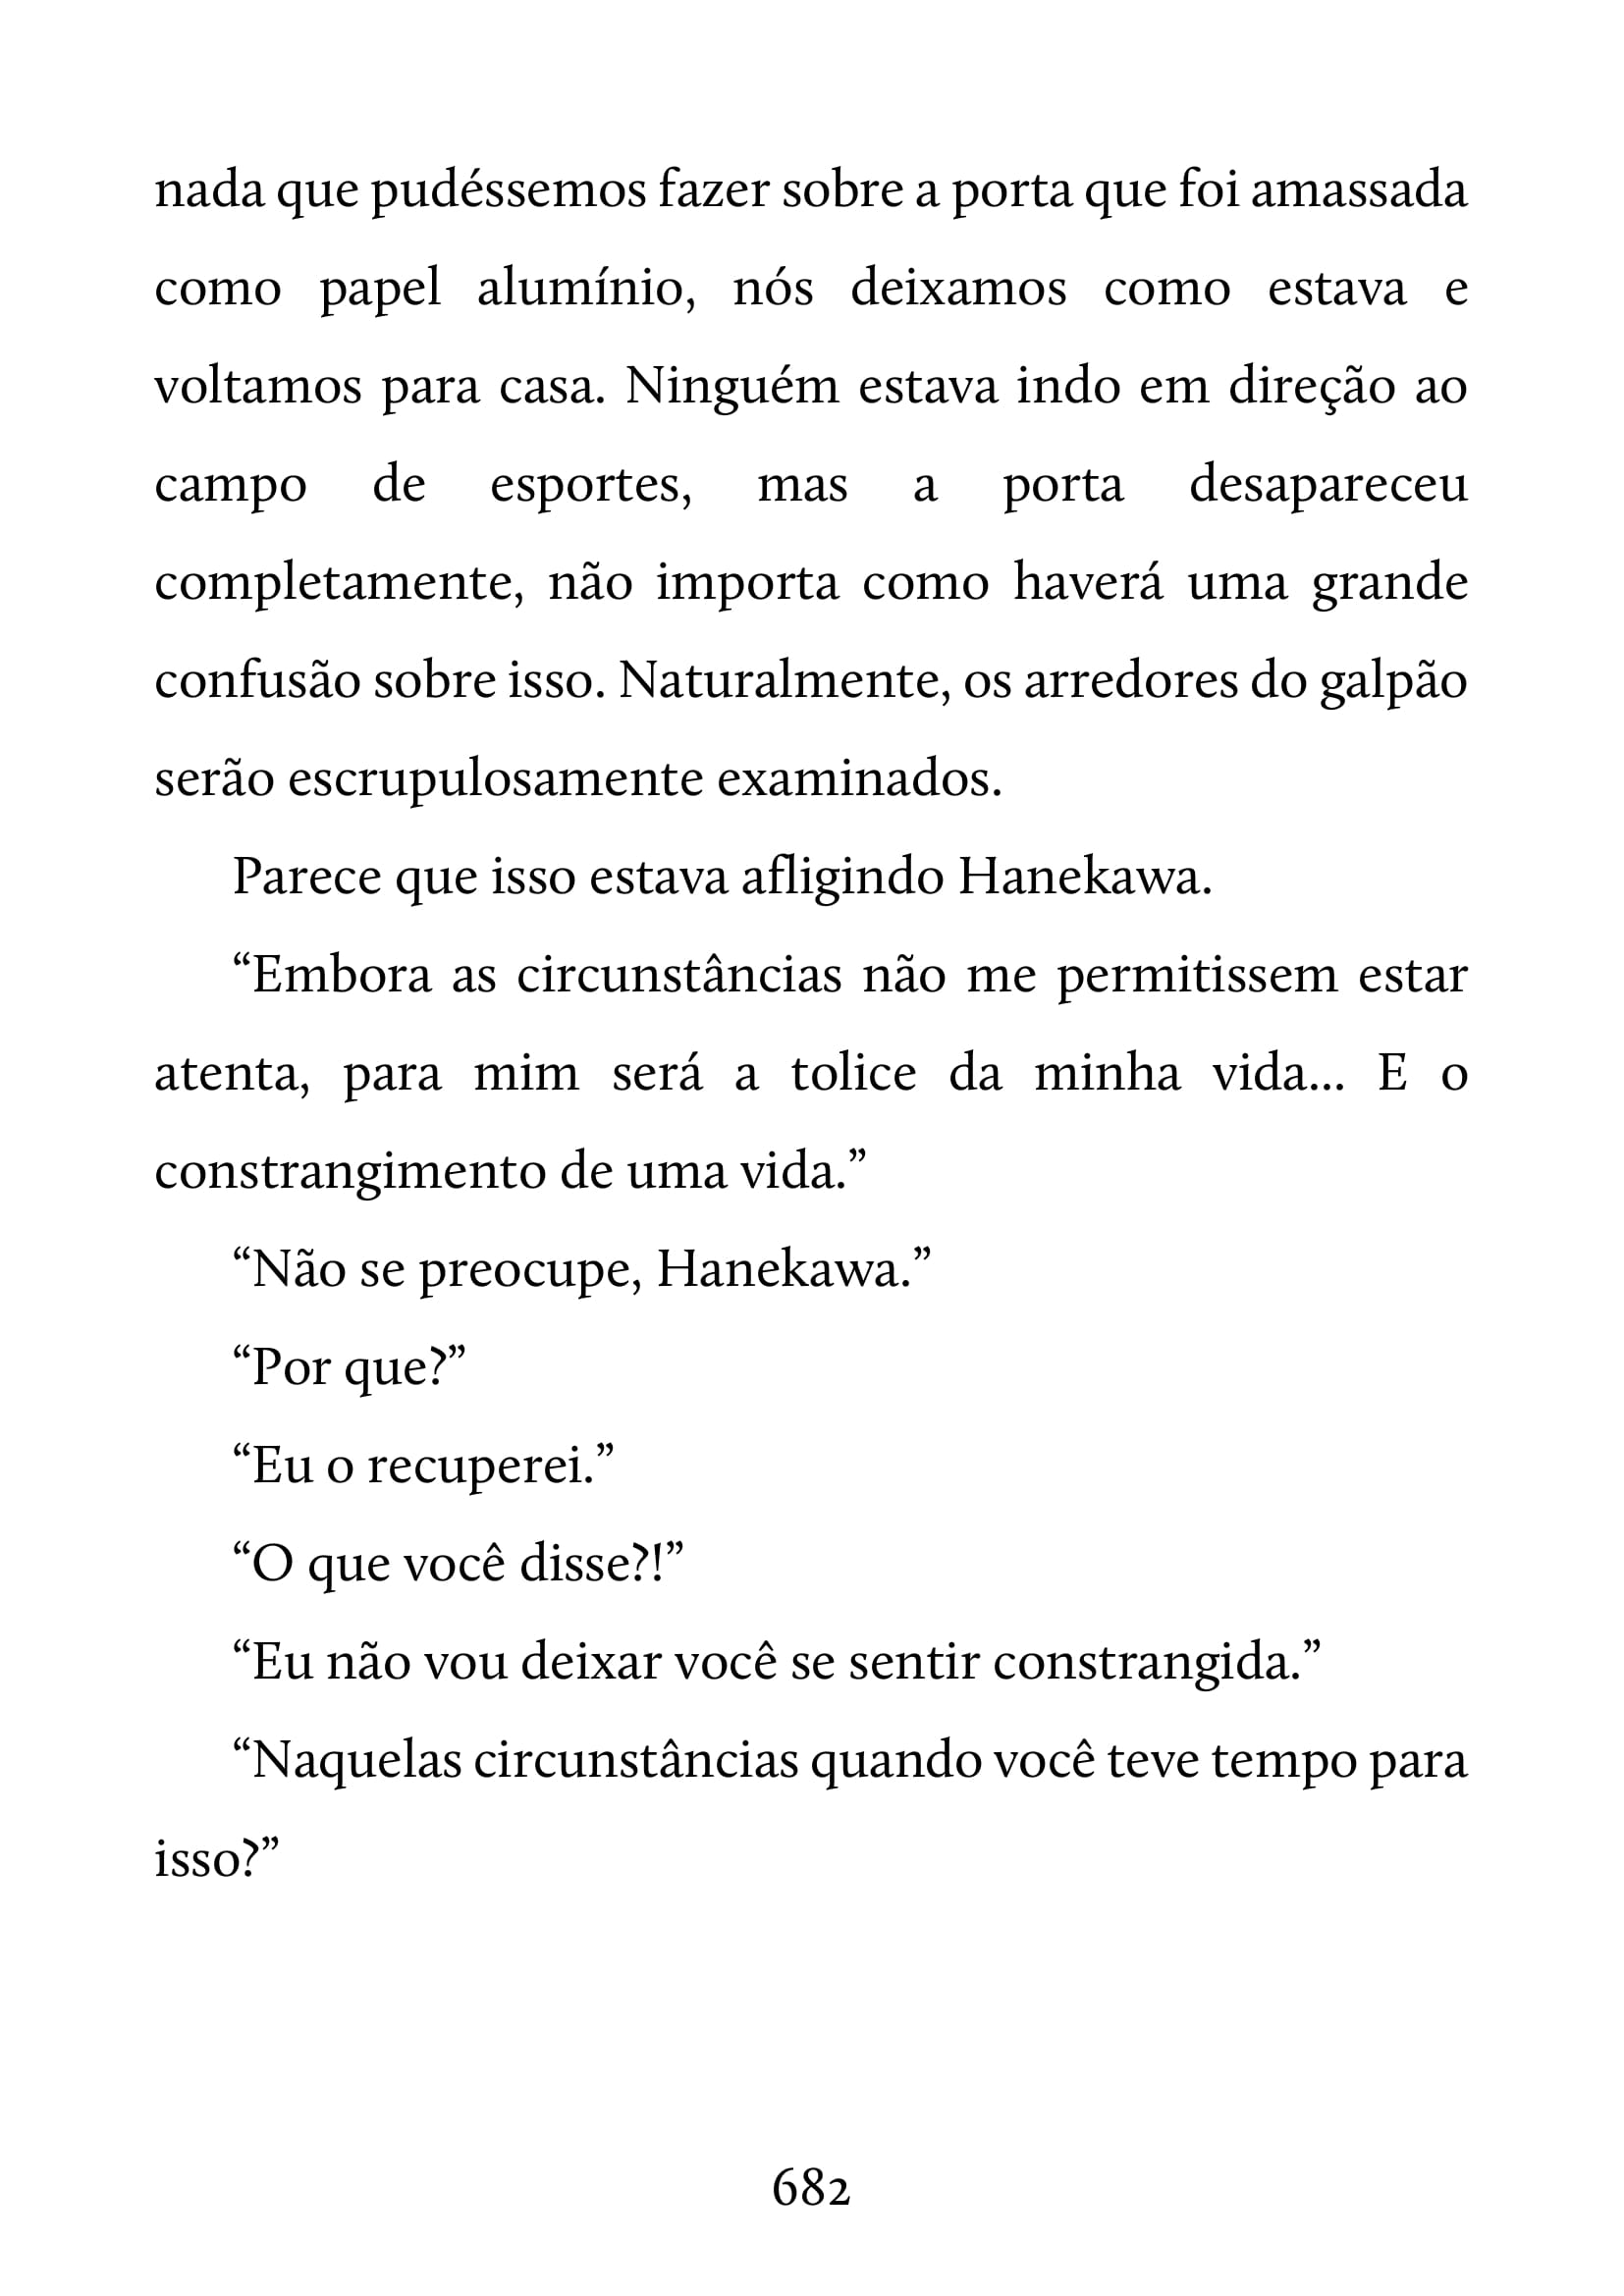 nada que pudéssemos fazer sobre a porta que foi amassada
como papel alumínio, nós deixamos como estava e
voltamos para casa. Ninguém estava indo em direção ao
campo de esportes, mas a porta desapareceu
completamente, não importa como haverá uma grande
confusão sobre isso. Naturalmente, os arredores do galpão
serão escrupulosamente examinados.
Parece que isso estava afligindo Hanekawa.
“Embora as circunstâncias não me permitissem estar
atenta, para mim será a tolice da minha vida... E o
constrangimento de uma vida.”
“Não se preocupe, Hanekawa.”
“Por que?”
“Eu o recuperei.”
“O que você disse?!”
“Eu não vou deixar você se sentir constrangida.”
“Naquelas circunstâncias quando você teve tempo para
isso?”
682